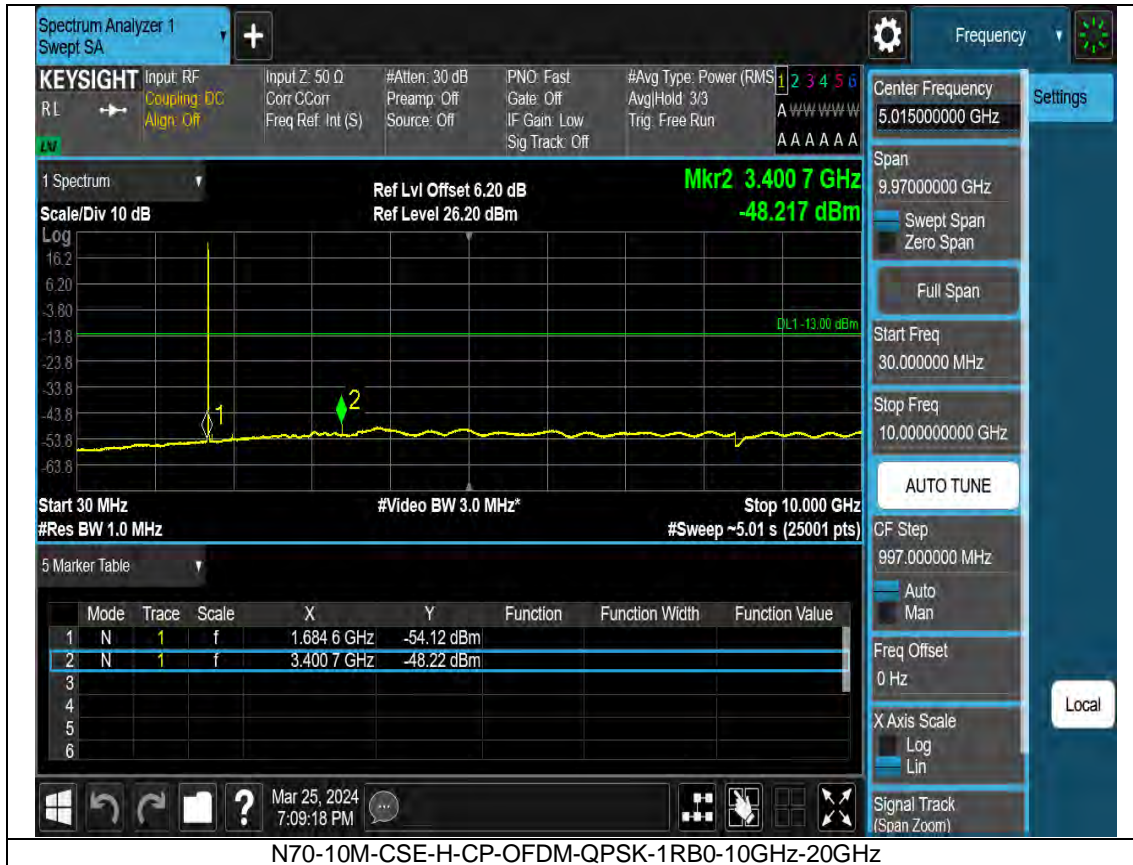 Spectrum Analyzer 1
Swept SA
+
Frequency
KEYSIGHT
Input: RF
Input Z: 50 Ω
#Atten: 30 dB
PNO: Fast
#Avg Type: Power (RMS
1 2 3 4 5 6
RL
Coupling: DC
Corr CCorr
Preamp: Off
Gate: Off
Avg|Hold: 3/3
A W W W W W
Align: Off
Freq Ref: Int (S)
Source: Off
IF Gain: Low
Trig: Free Run
Sig Track: Off
A A A A A A
1 Spectrum
Ref Lvl Offset 6.20 dB
Mkr2 3.400 7 GHz
Scale/Div 10 dB
Ref Level 26.20 dBm
-48.217 dBm
Log
16.2
6.20
-3.80
-13.8
-23.8
-33.8
-43.8
-53.8
-63.8
DL1 -13.00 dBm
1
2
Start 30 MHz
#Video BW 3.0 MHz*
Stop 10.000 GHz
#Res BW 1.0 MHz
#Sweep ~5.01 s (25001 pts)
5 Marker Table
Mode Trace Scale X Y Function Function Width Function Value
1 N 1 f 1.684 6 GHz -54.12 dBm
2 N 1 f 3.400 7 GHz -48.22 dBm
3
4
5
6
Mar 25, 2024
7:09:18 PM
?
Center Frequency
5.015000000 GHz
Settings
Span
9.97000000 GHz
Swept Span
Zero Span
Full Span
Start Freq
30.000000 MHz
Stop Freq
10.000000000 GHz
AUTO TUNE
CF Step
997.000000 MHz
Auto
Man
Freq Offset
0 Hz
X Axis Scale
Log
Lin
Local
Signal Track
(Span Zoom)
N70-10M-CSE-H-CP-OFDM-QPSK-1RB0-10GHz-20GHz